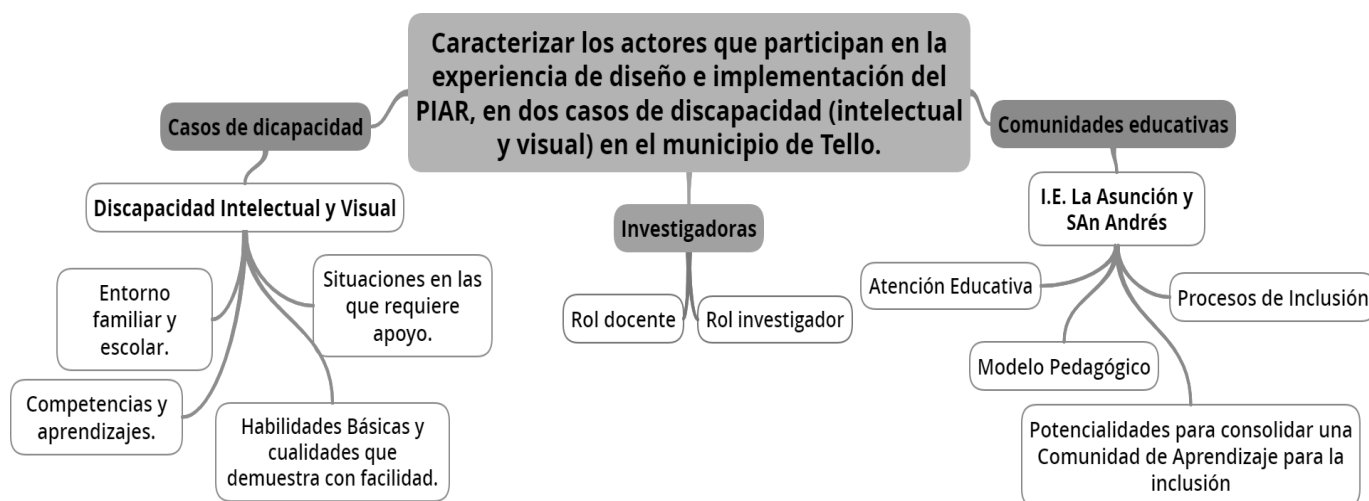 Caracterizar los actores que participan en la
experiencia de diseño e implementación del
PIAR, en dos casos de discapacidad (intelectual
y visual) en el municipio de Tello.
Casos de dicapacidad
Discapacidad Intelectual y Visual
Entorno
familiar y
escolar.
Situaciones en las
que requiere
apoyo.
Competencias y
aprendizajes.
Habilidades Básicas y
cualidades que
demuestra con facilidad.
Investigadoras
Rol docente
Rol investigador
Comunidades educativas
I.E. La Asunción y
SAn Andrés
Atención Educativa
Procesos de Inclusión
Modelo Pedagógico
Potencialidades para consolidar una
Comunidad de Aprendizaje para la
inclusión